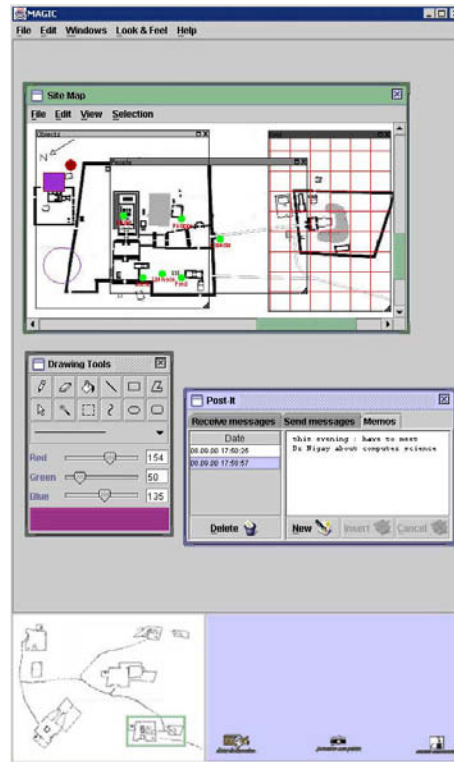 MAGIC
File Edit Windows Look & Feel Help
Site Map
File Edit View Selection
Objects
People
N
Drawing Tools
Red 154
Green 50
Blue 135
Post-It
Receive messages Send messages Memos
Date
08.09.00 17:50:26
08.09.00 17:50:57
this evening : have to meet
Dr Nigay about computer science
Delete New Insert Cancel